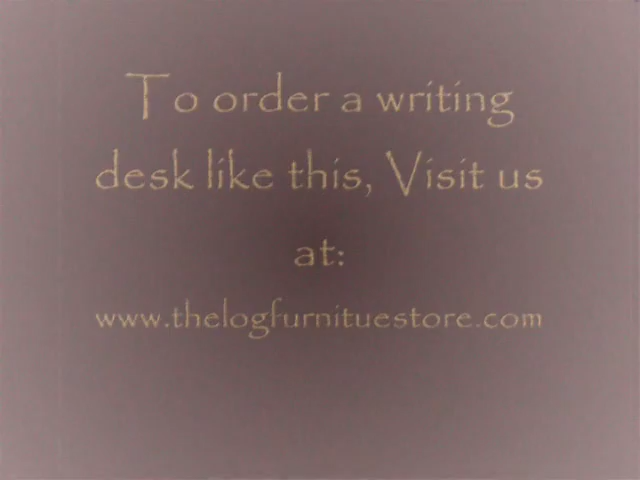 To order a writing
desk like this, Visit us
at:
www.thelogfurnituestore.com